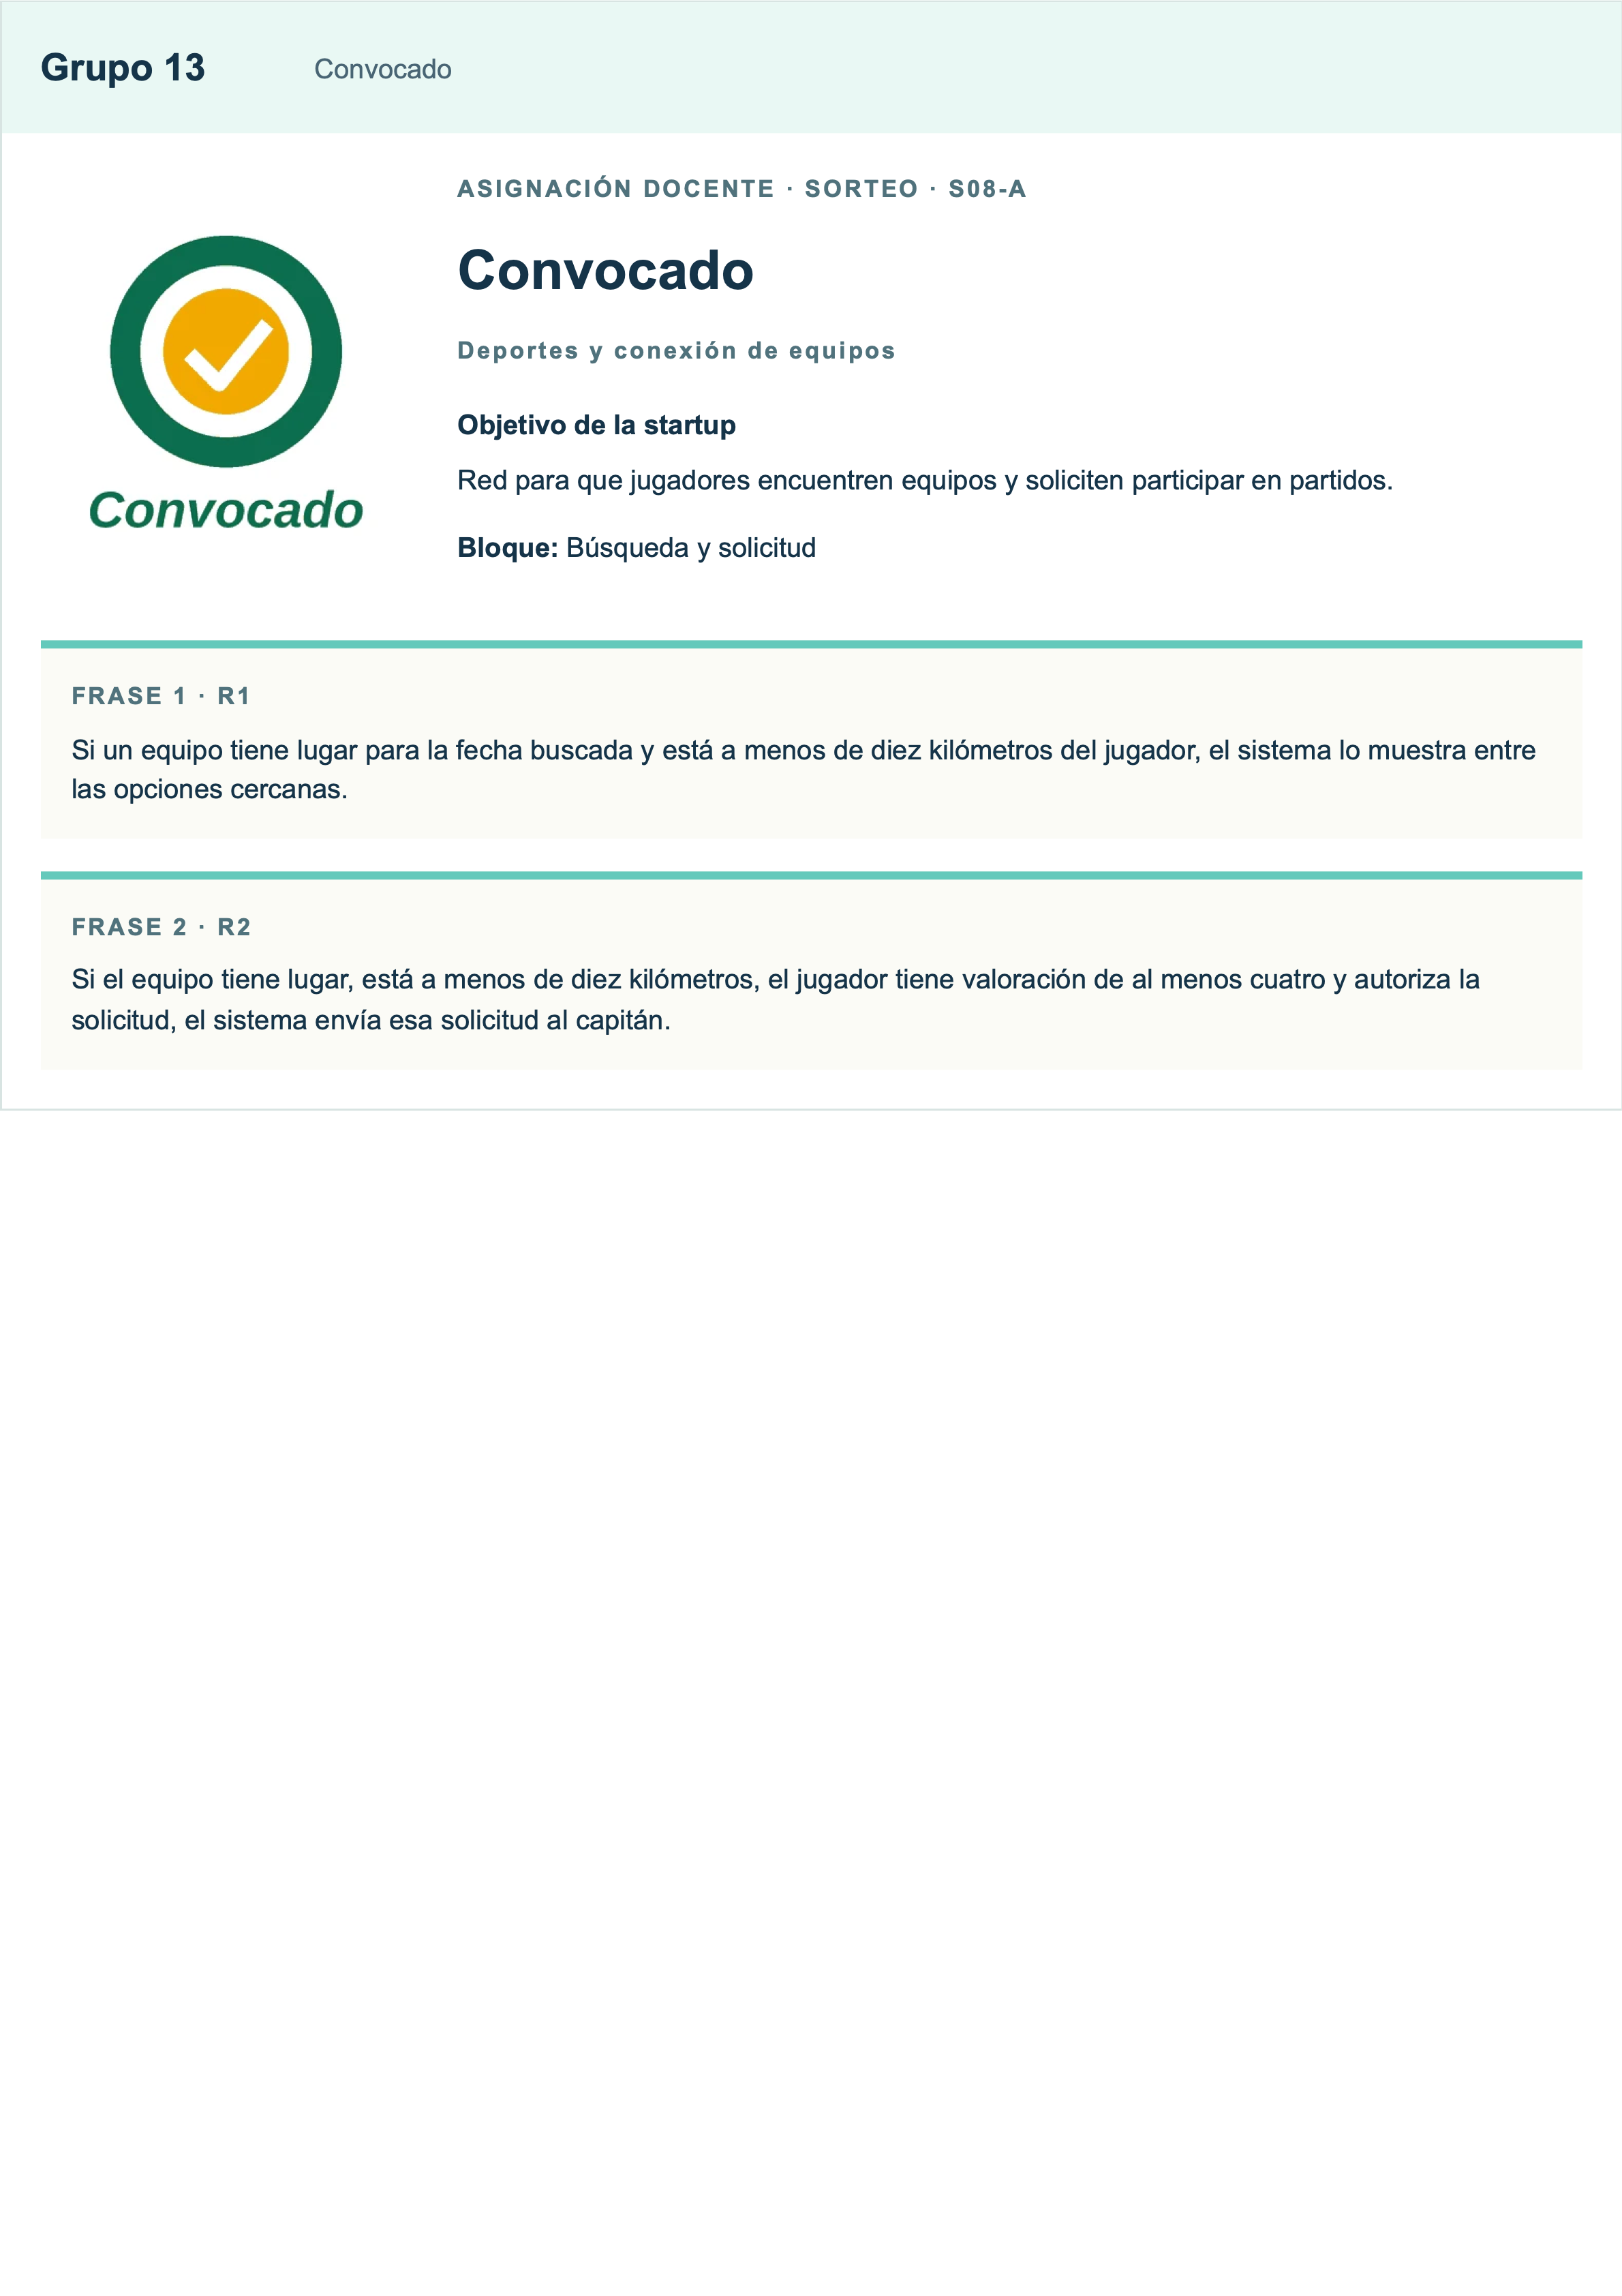 Grupo 13 Convocado
ASIGNACIÓN DOCENTE · SORTEO · S08-A
Convocado
Deportes y conexión de equipos
Objetivo de la startup
Red para que jugadores encuentren equipos y soliciten participar en partidos.
Bloque: Búsqueda y solicitud
Convocado
FRASE 1 · R1
Si un equipo tiene lugar para la fecha buscada y está a menos de diez kilómetros del jugador, el sistema lo muestra entre
las opciones cercanas.
FRASE 2 · R2
Si el equipo tiene lugar, está a menos de diez kilómetros, el jugador tiene valoración de al menos cuatro y autoriza la
solicitud, el sistema envía esa solicitud al capitán.